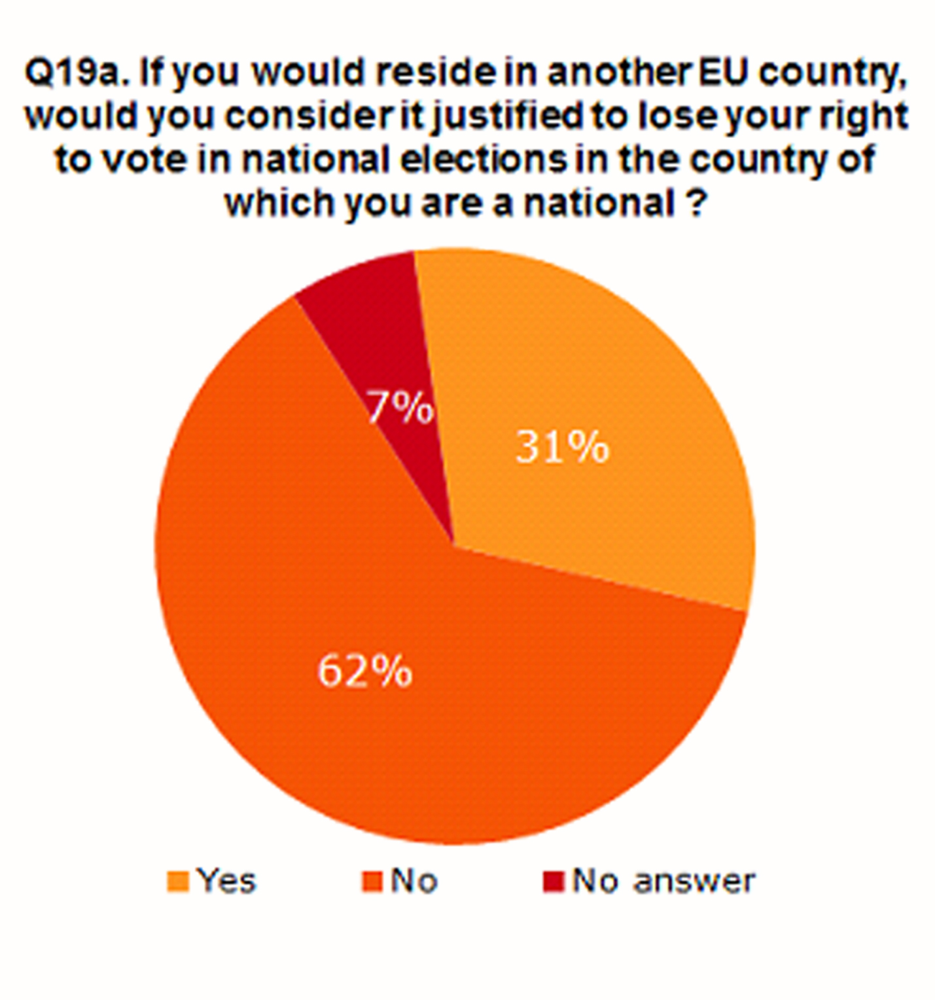 Q19a. If you would reside in another EU country,
would you consider it justified to lose your right
to vote in national elections in the country of
which you are a national ?
7%
31%
62%
Yes No No answer